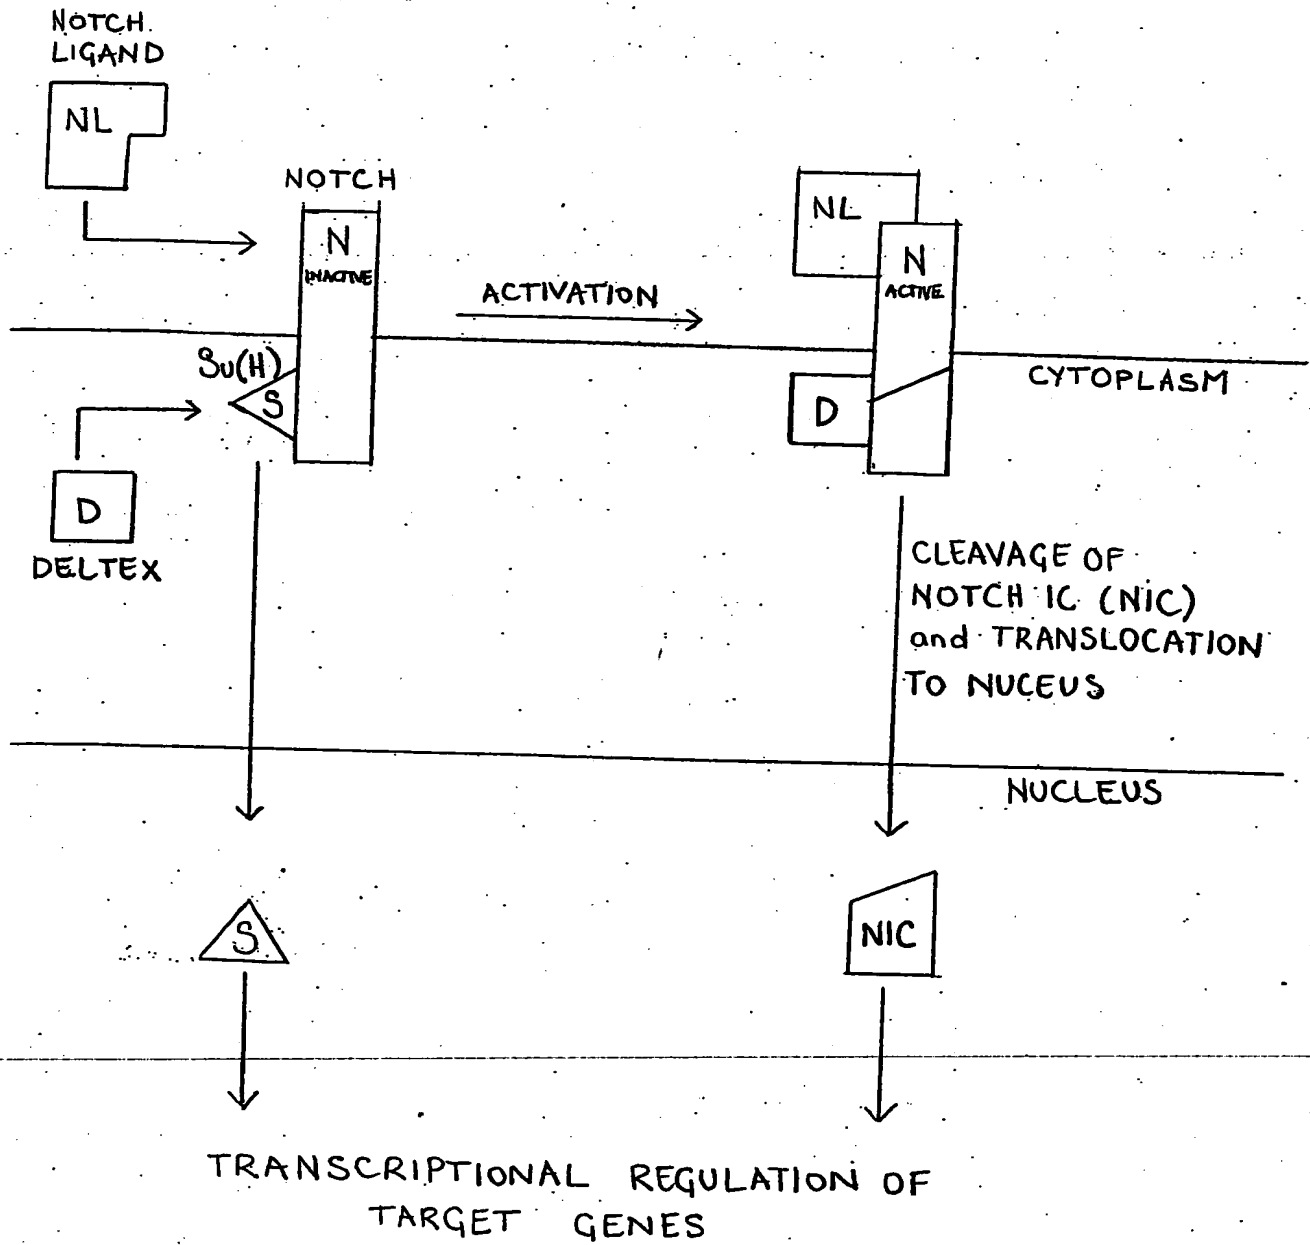 NOTCH
LIGAND
NL
NOTCH
N
INACTIVE
ACTIVATION
NL
N
ACTIVE
Su(H)
S
D
DELTEX
D
CYTOPLASM
CLEAVAGE OF
NOTCH IC (NIC)
and TRANSLOCATION
TO NUCEUS
NUCLEUS
S
NIC
TRANSCRIPTIONAL REGULATION OF
TARGET GENES